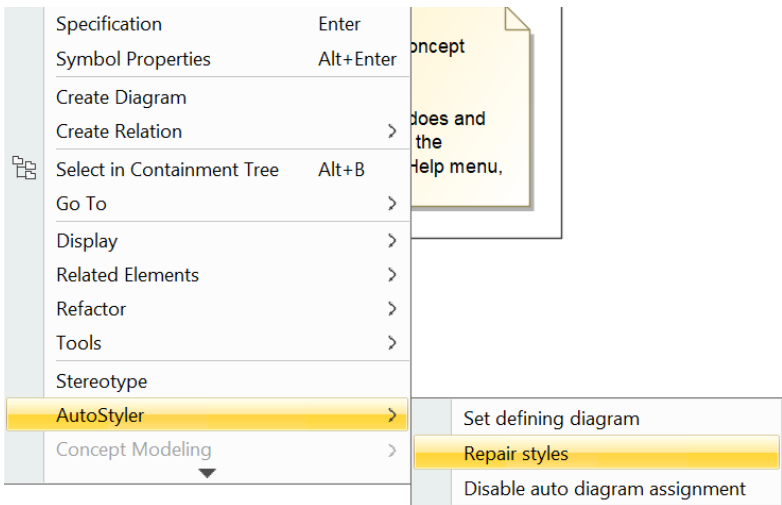 Specification Enter
Symbol Properties Alt+Enter
oncept
Create Diagram
Create Relation
does and
the
Select in Containment Tree Alt+B
Help menu,
Go To
Display
Related Elements
Refactor
Tools
Stereotype
AutoStyler
Set defining diagram
Concept Modeling
Repair styles
Disable auto diagram assignment